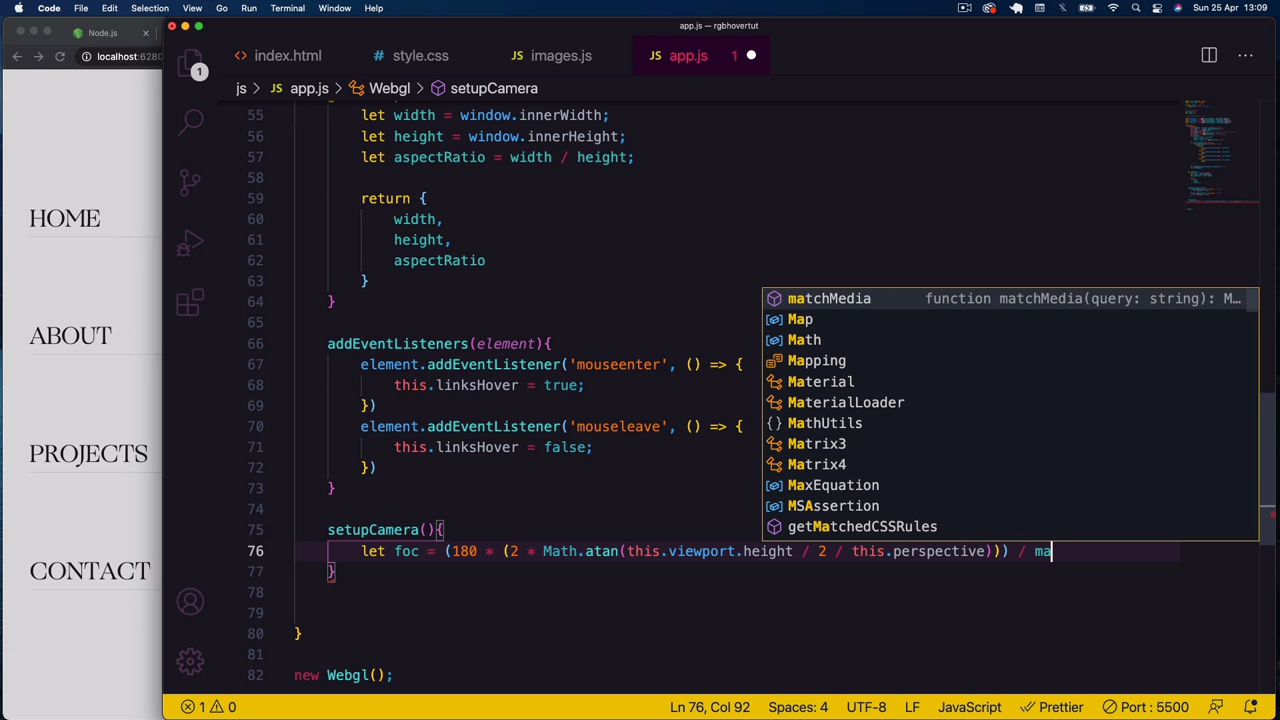 Code File Edit Selection View Go Run Terminal Window Help
Sun 25 Apr 13:09
Node.js
localhost:6280
HOME
ABOUT
PROJECTS
CONTACT
app.js — rgbhovertut
index.html style.css images.js app.js 1
js > app.js > Webgl > setupCamera
1
55 let width = window.innerWidth;
56 let height = window.innerHeight;
57 let aspectRatio = width / height;
58
59 return {
60 width,
61 height,
62 aspectRatio
63 }
64 }
65
66 addEventListeners(element){
67 element.addEventListener('mouseenter', () => {
68 this.linksHover = true;
69 })
70 element.addEventListener('mouseleave', () => {
71 this.linksHover = false;
72 })
73 }
74
75 setupCamera(){
76 let foc = (180 * (2 * Math.atan(this.viewport.height / 2 / this.perspective))) / ma
77 }
78
79
80 }
81
82 new Webgl();
matchMedia function matchMedia(query: string): M…
Map
Math
Mapping
Material
MaterialLoader
MathUtils
Matrix3
Matrix4
MaxEquation
MSAssertion
getMatchedCSSRules
1 0 Ln 76, Col 92 Spaces: 4 UTF-8 LF JavaScript Prettier Port : 5500